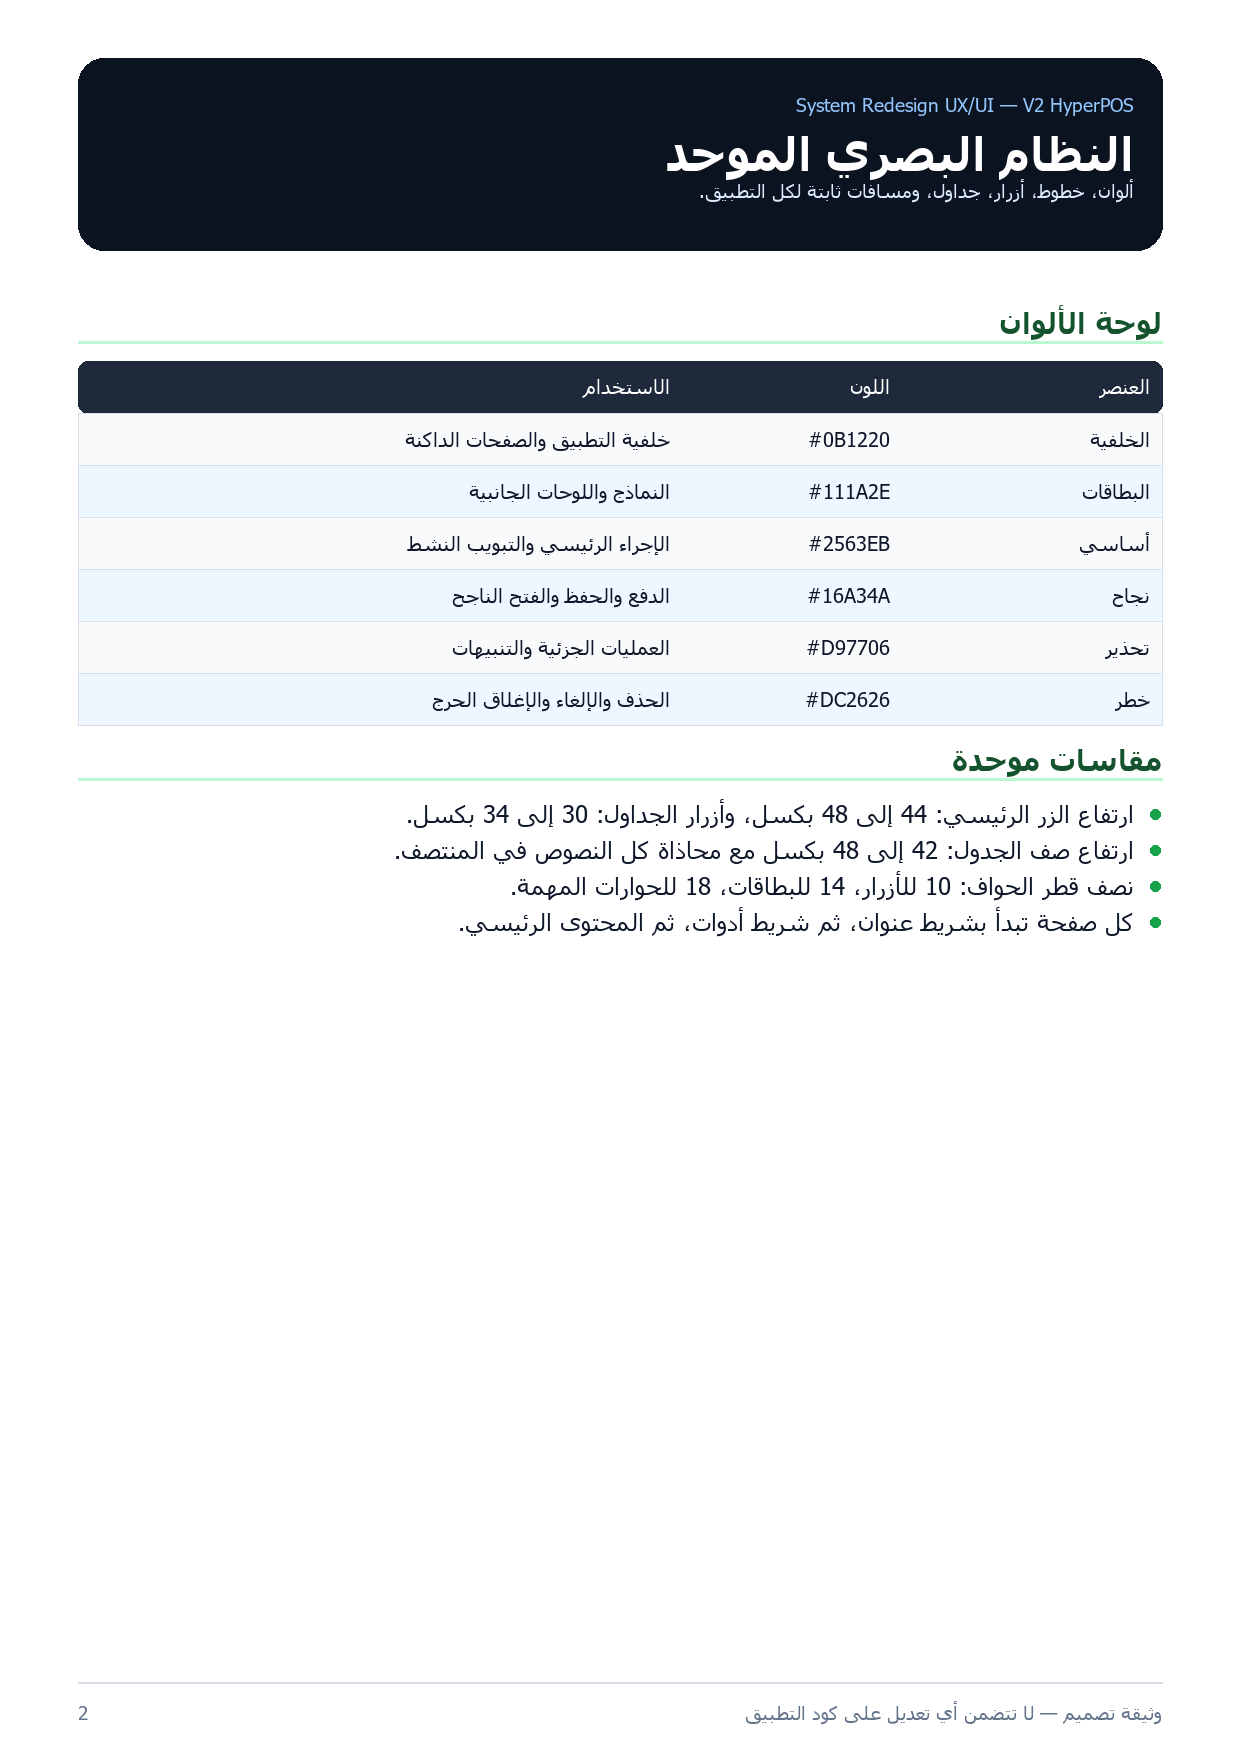 System Redesign UX/UI — V2 HyperPOS
النظام البصري الموحد
ألوان، خطوط، أزرار، جداول، ومسافات ثابتة لكل التطبيق.
لوحة الألوان
العنصر اللون الاستخدام
الخلفية #0B1220 خلفية التطبيق والصفحات الداكنة
البطاقات #111A2E النماذج واللوحات الجانبية
أساسي #2563EB الإجراء الرئيسي والتبويب النشط
نجاح #16A34A الدفع والحفظ والفتح الناجح
تحذير #D97706 العمليات الجزئية والتنبيهات
خطر #DC2626 الحذف والإلغاء والإغلاق الحرج
مقاسات موحدة
ارتفاع الزر الرئيسي: 44 إلى 48 بكسل، وأزرار الجداول: 30 إلى 34 بكسل.
ارتفاع صف الجدول: 42 إلى 48 بكسل مع محاذاة كل النصوص في المنتصف.
نصف قطر الحواف: 10 للأزرار، 14 للبطاقات، 18 للحوارات المهمة.
كل صفحة تبدأ بشريط عنوان، ثم شريط أدوات، ثم المحتوى الرئيسي.
وثيقة تصميم — لا تتضمن أي تعديل على كود التطبيق
2